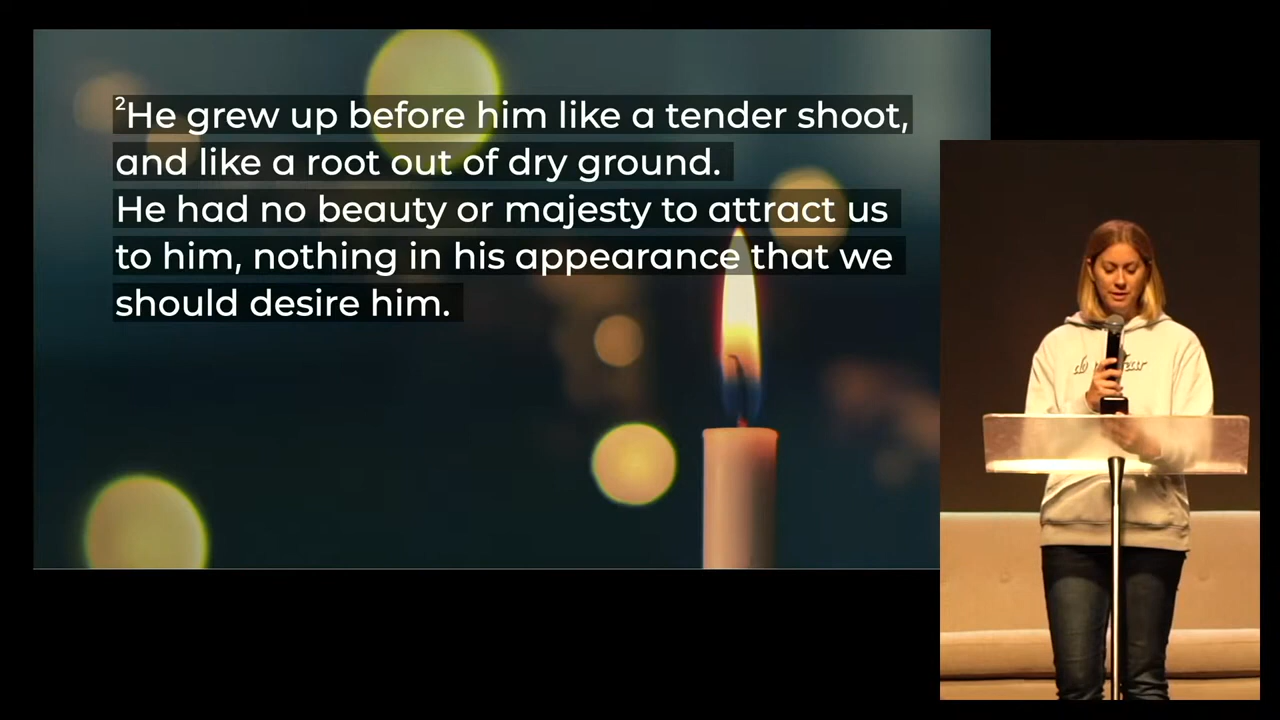 ²He grew up before him like a tender shoot,
and like a root out of dry ground.
He had no beauty or majesty to attract us
to him, nothing in his appearance that we
should desire him.
do